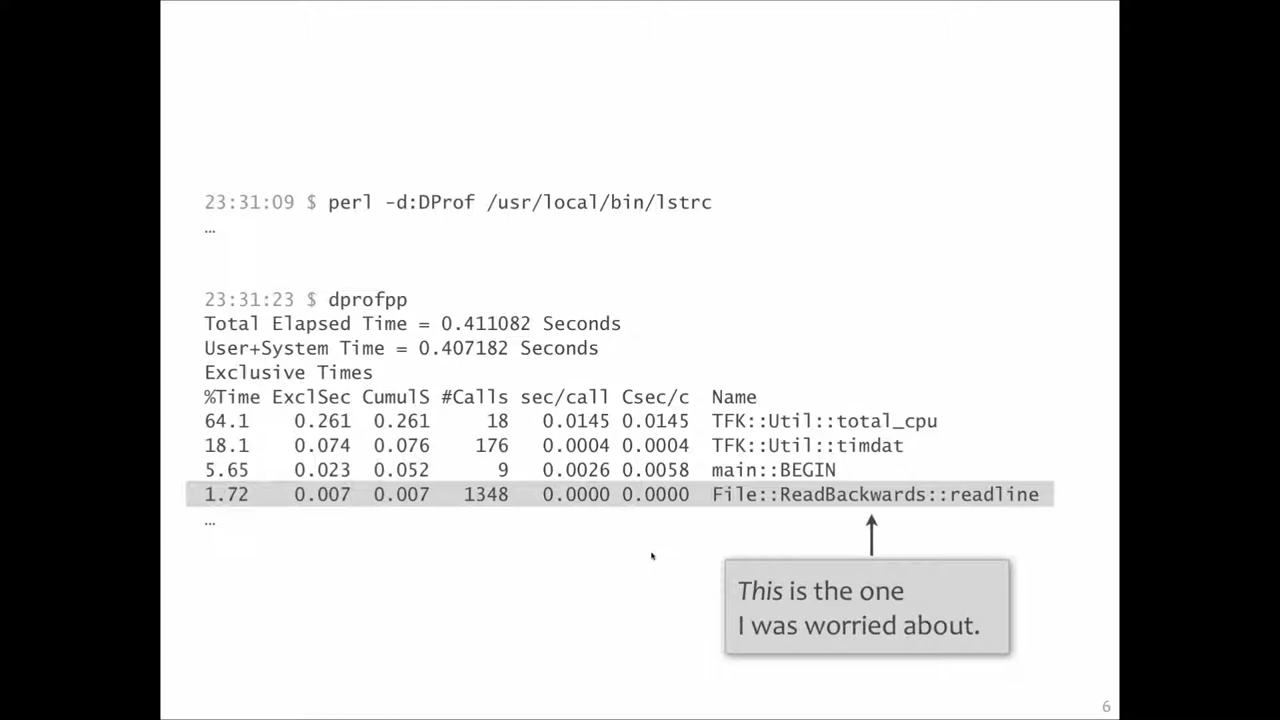 23:31:09 $ perl -d:DProf /usr/local/bin/lstrc
…
23:31:23 $ dprofpp
Total Elapsed Time = 0.411082 Seconds
User+System Time = 0.407182 Seconds
Exclusive Times
%Time ExclSec CumulS #Calls sec/call Csec/c Name
64.1 0.261 0.261 18 0.0145 0.0145 TFK::Util::total_cpu
18.1 0.074 0.076 176 0.0004 0.0004 TFK::Util::timdat
5.65 0.023 0.052 9 0.0026 0.0058 main::BEGIN
1.72 0.007 0.007 1348 0.0000 0.0000 File::ReadBackwards::readline
…
This is the one
I was worried about.
6